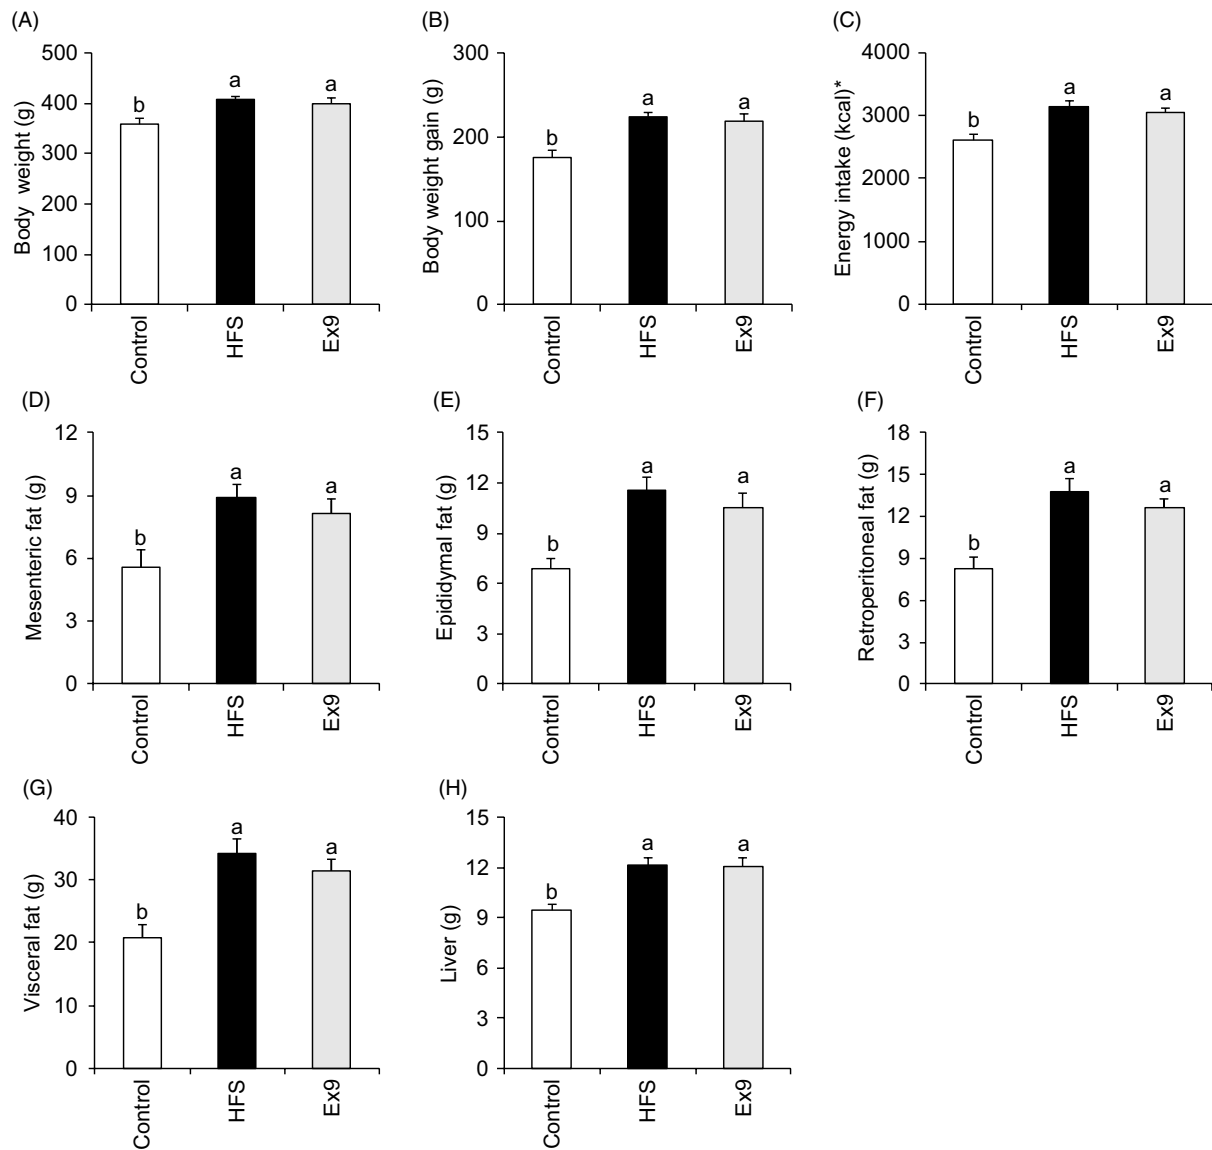 (A)
Body weight (g)
500
400
300
200
100
0
b
a
a
Control
HFS
Ex9
(B)
Body weight gain (g)
300
200
100
0
b
a
a
Control
HFS
Ex9
(C)
Energy intake (kcal)*
4000
3000
2000
1000
0
b
a
a
Control
HFS
Ex9
(D)
Mesenteric fat (g)
12
9
6
3
0
b
a
a
Control
HFS
Ex9
(E)
Epididymal fat (g)
15
12
9
6
3
0
b
a
a
Control
HFS
Ex9
(F)
Retroperitoneal fat (g)
18
15
12
9
6
3
0
b
a
a
Control
HFS
Ex9
(G)
Visceral fat (g)
40
30
20
10
0
b
a
a
Control
HFS
Ex9
(H)
Liver (g)
15
12
9
6
3
0
b
a
a
Control
HFS
Ex9